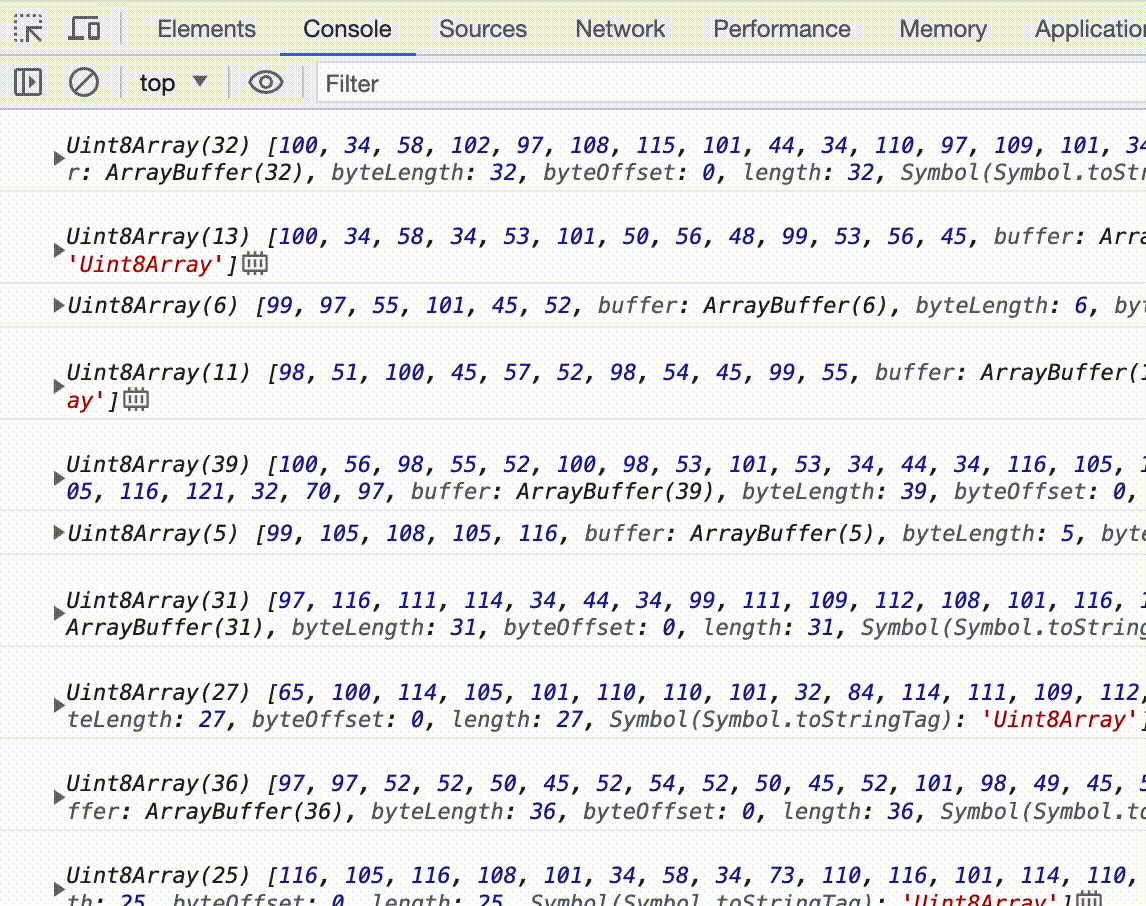 Elements Console Sources Network Performance Memory Application
top Filter
Uint8Array(32) [100, 34, 58, 102, 97, 108, 115, 101, 44, 34, 110, 97, 109, 101, 34
r: ArrayBuffer(32), byteLength: 32, byteOffset: 0, length: 32, Symbol(Symbol.toStr
Uint8Array(13) [100, 34, 58, 34, 53, 101, 50, 56, 48, 99, 53, 56, 45, buffer: Arra
'Uint8Array']
Uint8Array(6) [99, 97, 55, 101, 45, 52, buffer: ArrayBuffer(6), byteLength: 6, byt
Uint8Array(11) [98, 51, 100, 45, 57, 52, 98, 54, 45, 99, 55, buffer: ArrayBuffer(1
ay']
Uint8Array(39) [100, 56, 98, 55, 52, 100, 98, 53, 101, 53, 34, 44, 34, 116, 105, 1
05, 116, 121, 32, 70, 97, buffer: ArrayBuffer(39), byteLength: 39, byteOffset: 0,
Uint8Array(5) [99, 105, 108, 105, 116, buffer: ArrayBuffer(5), byteLength: 5, byte
Uint8Array(31) [97, 116, 111, 114, 34, 44, 34, 99, 111, 109, 112, 108, 101, 116, 1
ArrayBuffer(31), byteLength: 31, byteOffset: 0, length: 31, Symbol(Symbol.toString
Uint8Array(27) [65, 100, 114, 105, 101, 110, 110, 101, 32, 84, 114, 111, 109, 112,
teLength: 27, byteOffset: 0, length: 27, Symbol(Symbol.toStringTag): 'Uint8Array']
Uint8Array(36) [97, 97, 52, 52, 50, 45, 52, 54, 52, 50, 45, 52, 101, 98, 49, 45, 5
ffer: ArrayBuffer(36), byteLength: 36, byteOffset: 0, length: 36, Symbol(Symbol.to
Uint8Array(25) [116, 105, 116, 108, 101, 34, 58, 34, 73, 110, 116, 101, 114, 110,
th: 25, byteOffset: 0, length: 25, Symbol(Symbol.toStringTag): 'Uint8Array']